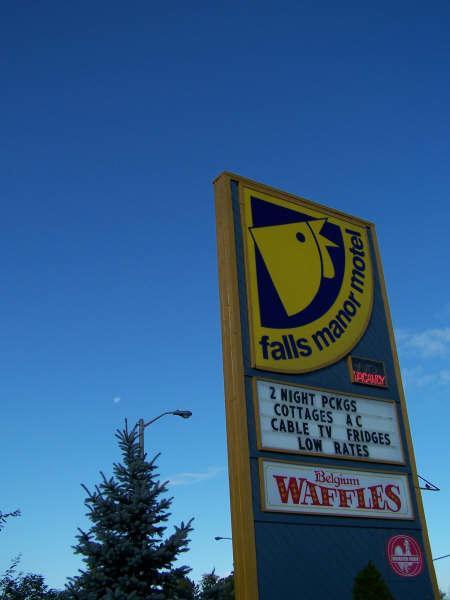 falls manor motel
VACANCY
2 NIGHT PCKGS
COTTAGES A C
CABLE TV FRIDGES
LOW RATES
Belgium
WAFFLES